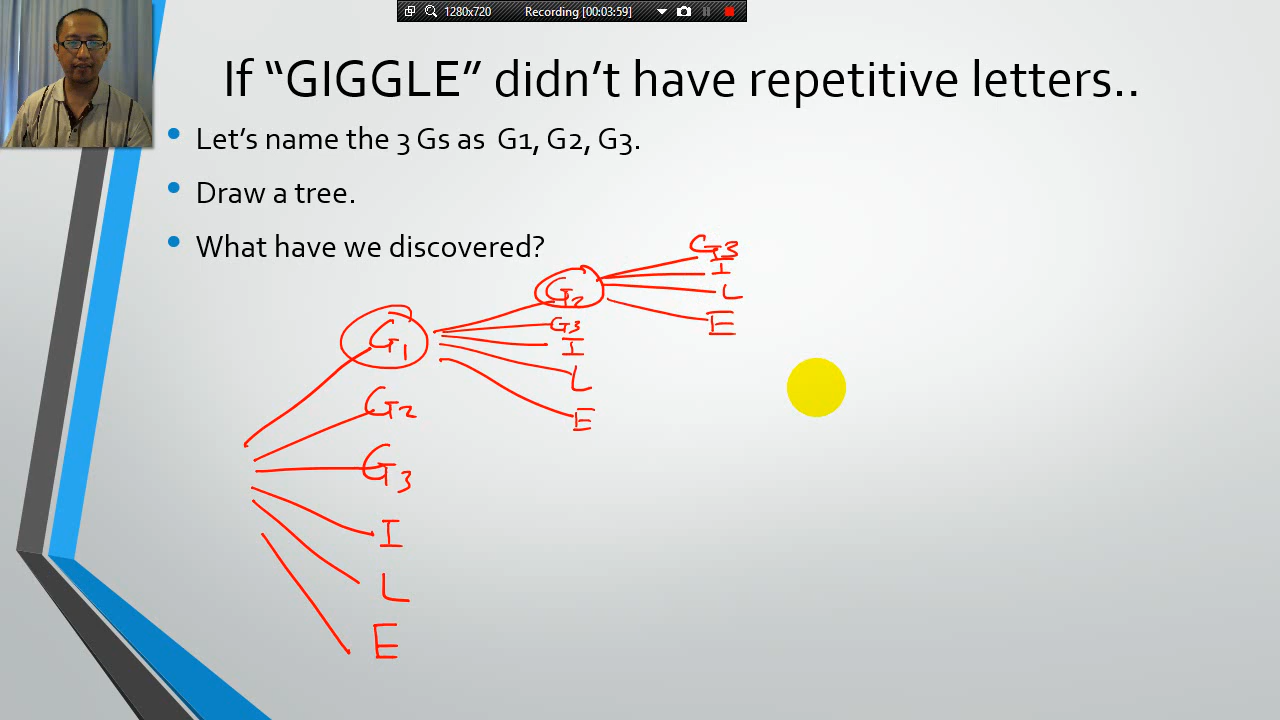 1280x720 Recording [00:03:59]
If “GIGGLE” didn’t have repetitive letters..
Let’s name the 3 Gs as G1, G2, G3.
Draw a tree.
What have we discovered?
G3
I
L
E
G2
G3
I
L
E
G1
G2
G3
I
L
E